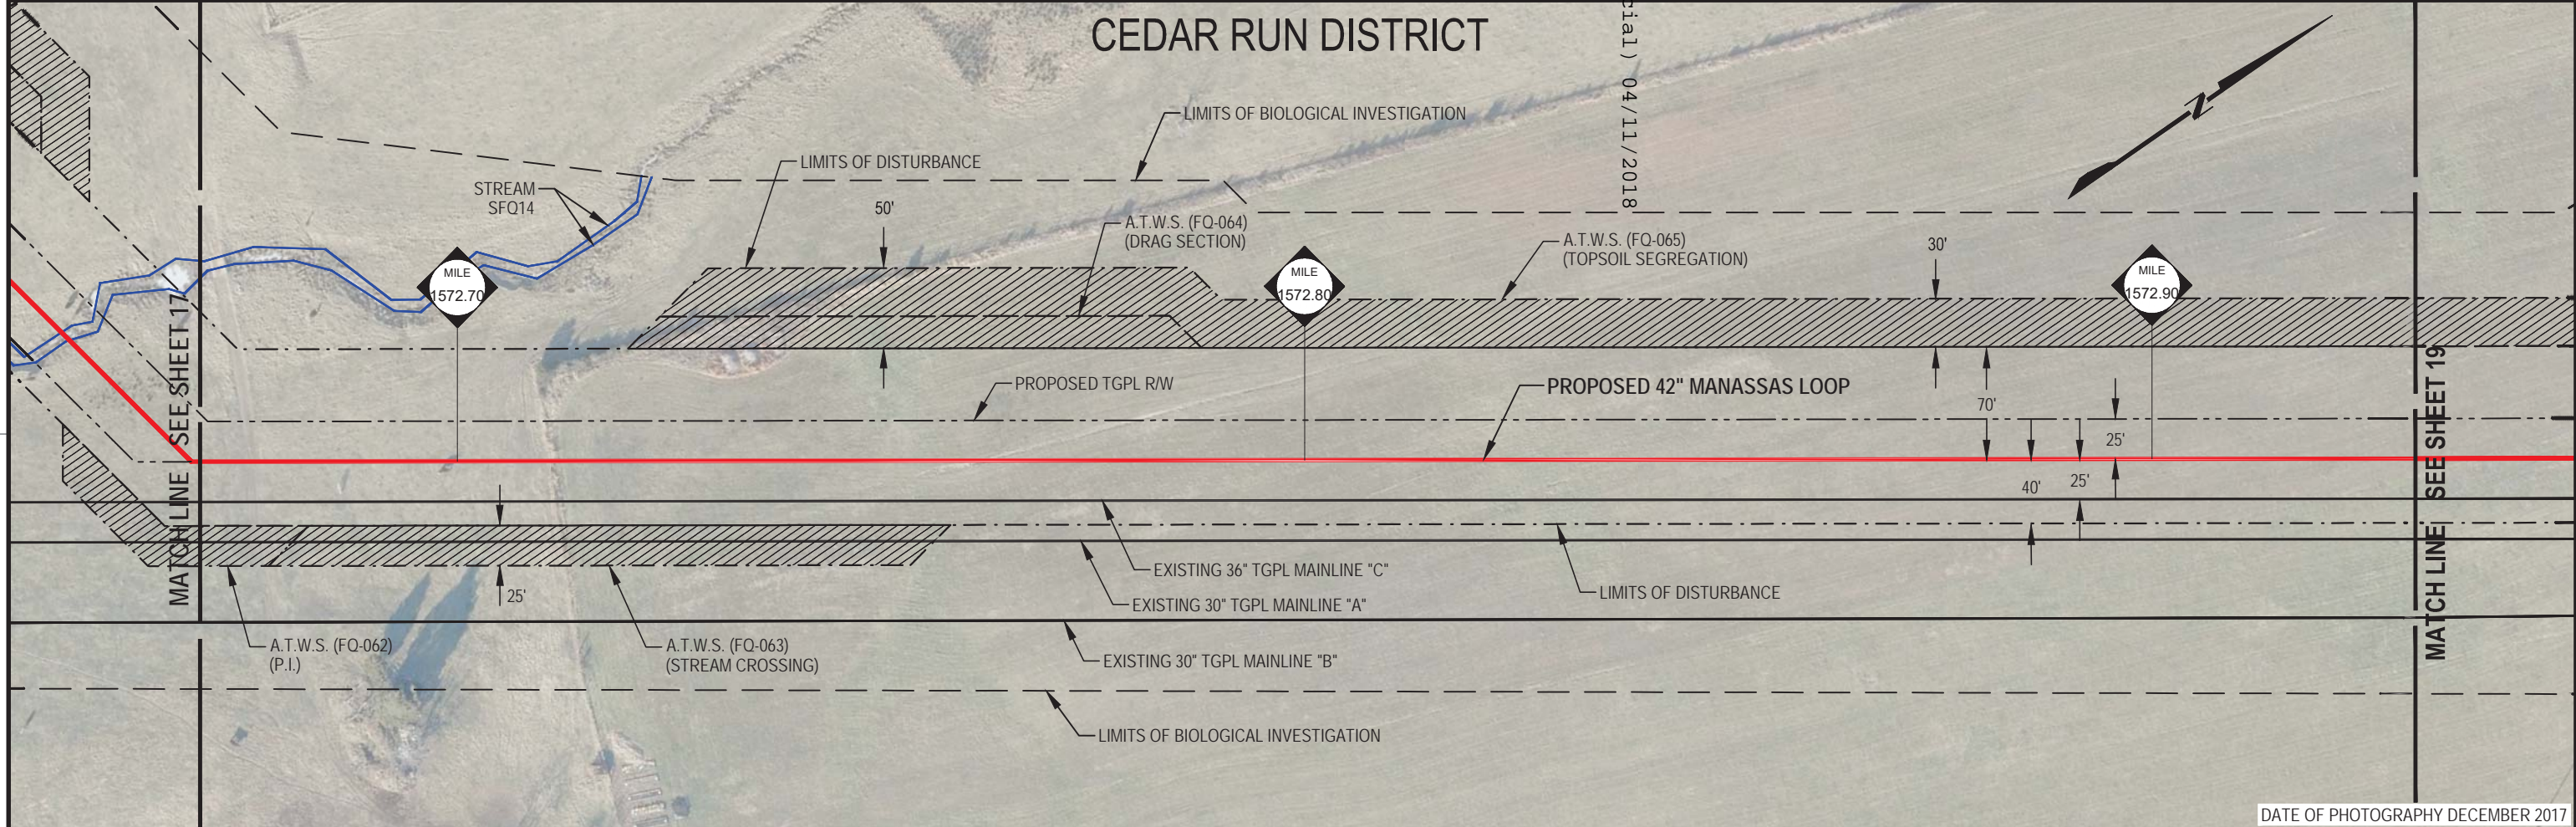 CEDAR RUN DISTRICT
cial) 04/11/2018
N
LIMITS OF BIOLOGICAL INVESTIGATION
LIMITS OF DISTURBANCE
STREAM
SFQ14
50'
A.T.W.S. (FQ-064)
(DRAG SECTION)
A.T.W.S. (FQ-065)
(TOPSOIL SEGREGATION)
30'
MILE
1572.70
MILE
1572.80
MILE
1572.90
MATCH LINE SEE SHEET 17
PROPOSED TGPL R/W
PROPOSED 42" MANASSAS LOOP
70'
25'
40'
25'
MATCH LINE SEE SHEET 19
EXISTING 36" TGPL MAINLINE "C"
25'
EXISTING 30" TGPL MAINLINE "A"
LIMITS OF DISTURBANCE
A.T.W.S. (FQ-062)
(P.I.)
A.T.W.S. (FQ-063)
(STREAM CROSSING)
EXISTING 30" TGPL MAINLINE "B"
LIMITS OF BIOLOGICAL INVESTIGATION
DATE OF PHOTOGRAPHY DECEMBER 2017